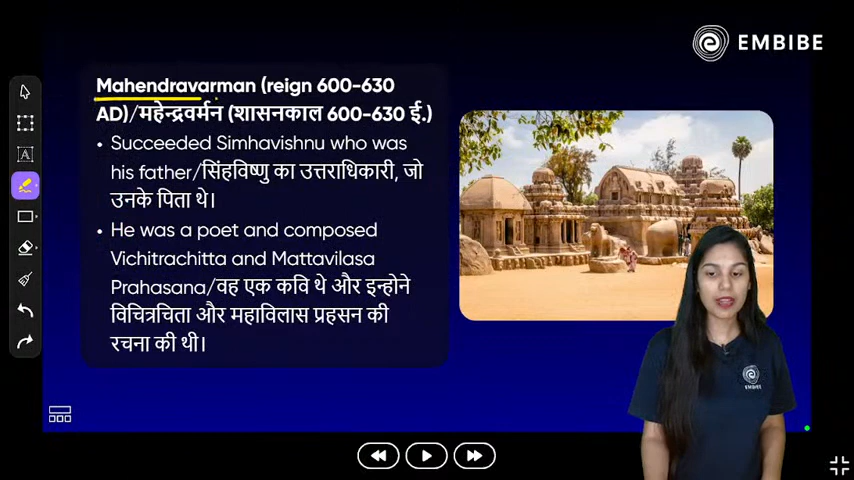 EMBIBE
Mahendravarman (reign 600-630
AD)/महेन्द्रवर्मन (शासनकाल 600-630 ई.)
• Succeeded Simhavishnu who was
his father/सिंहविष्णु का उत्तराधिकारी, जो
उनके पिता थे।
• He was a poet and composed
Vichitrachitta and Mattavilasa
Prahasana/वह एक कवि थे और इन्होने
विचित्रचिता और महाविलास प्रहसन की
रचना की थी।